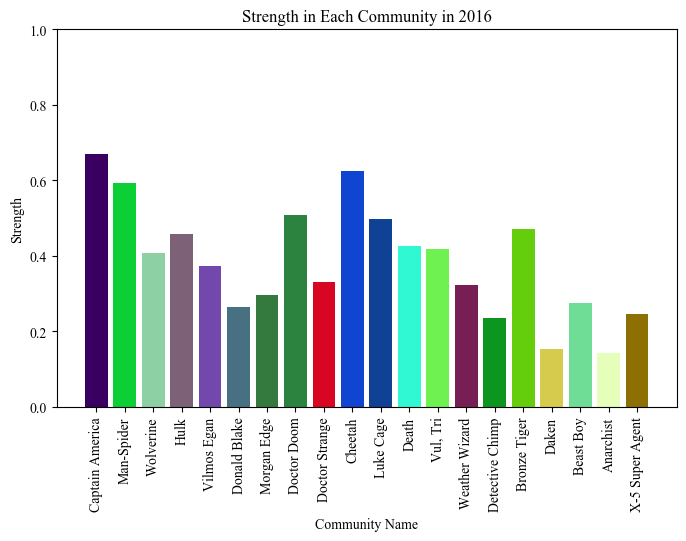 Strength in Each Community in 2016
Strength
1.0
0.8
0.6
0.4
0.2
0.0
Captain America
Man-Spider
Wolverine
Hulk
Vilmos Egan
Donald Blake
Morgan Edge
Doctor Doom
Doctor Strange
Cheetah
Luke Cage
Death
Vul, Tri
Weather Wizard
Detective Chimp
Bronze Tiger
Daken
Beast Boy
Anarchist
X-5 Super Agent
Community Name